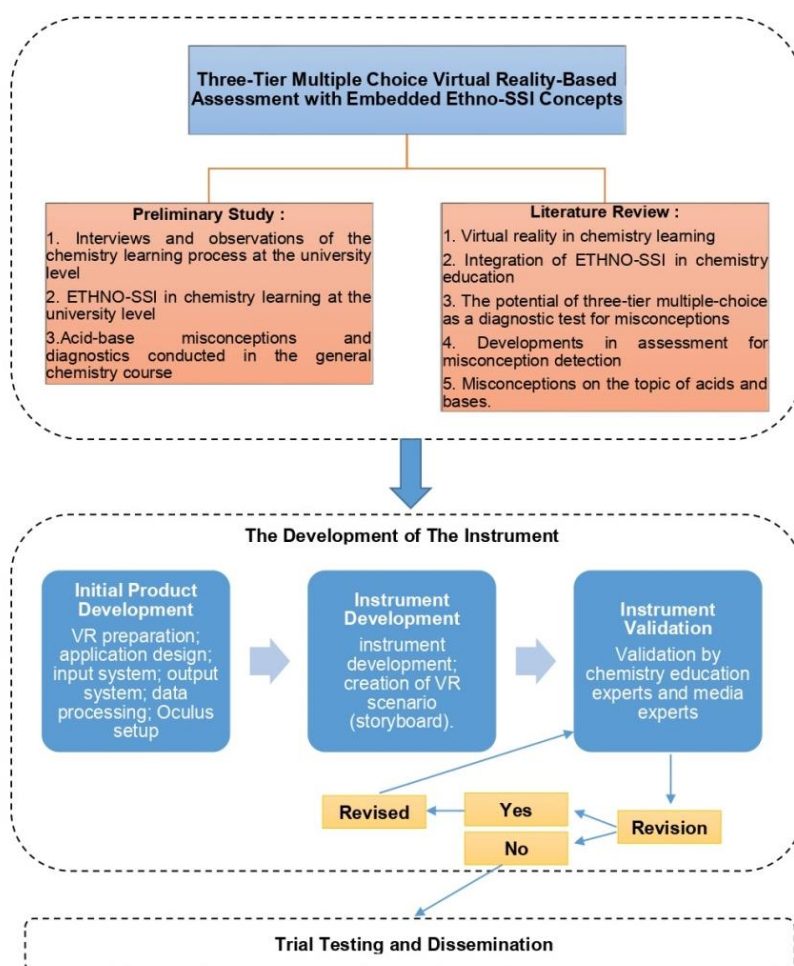 Three-Tier Multiple Choice Virtual Reality-Based
Assessment with Embedded Ethno-SSI Concepts
Preliminary Study :
1. Interviews and observations of the
chemistry learning process at the university
level
2. ETHNO-SSI in chemistry learning at the
university level
3.Acid-base misconceptions and
diagnostics conducted in the general
chemistry course
Literature Review :
1. Virtual reality in chemistry learning
2. Integration of ETHNO-SSI in chemistry
education
3. The potential of three-tier multiple-choice
as a diagnostic test for misconceptions
4. Developments in assessment for
misconception detection
5. Misconceptions on the topic of acids and
bases.
The Development of The Instrument
Initial Product
Development
VR preparation;
application design;
input system; output
system; data
processing; Oculus
setup
Instrument
Development
instrument
development;
creation of VR
scenario
(storyboard).
Instrument
Validation
Validation by
chemistry education
experts and media
experts
Revised
Yes
No
Revision
Trial Testing and Dissemination